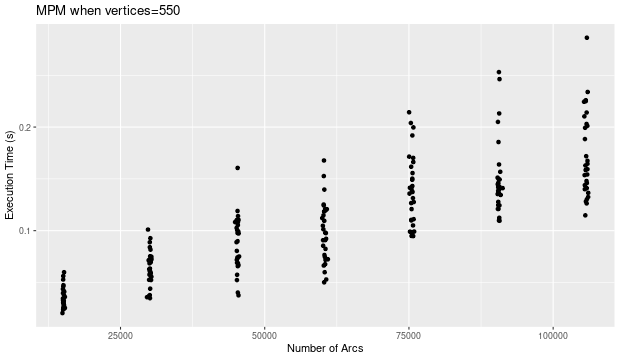 MPM when vertices=550
Execution Time (s)
0.2
0.1
25000 50000 75000 100000
Number of Arcs